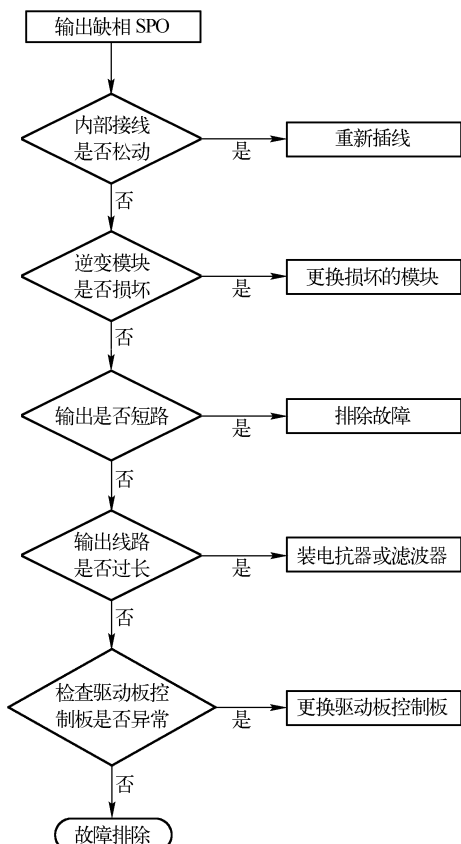 输出缺相 SPO
内部接线
是否松动
是
重新插线
否
逆变模块
是否损坏
是
更换损坏的模块
否
输出是否短路
是
排除故障
否
输出线路
是否过长
是
装电抗器或滤波器
否
检查驱动板控
制板是否异常
是
更换驱动板控制板
否
故障排除